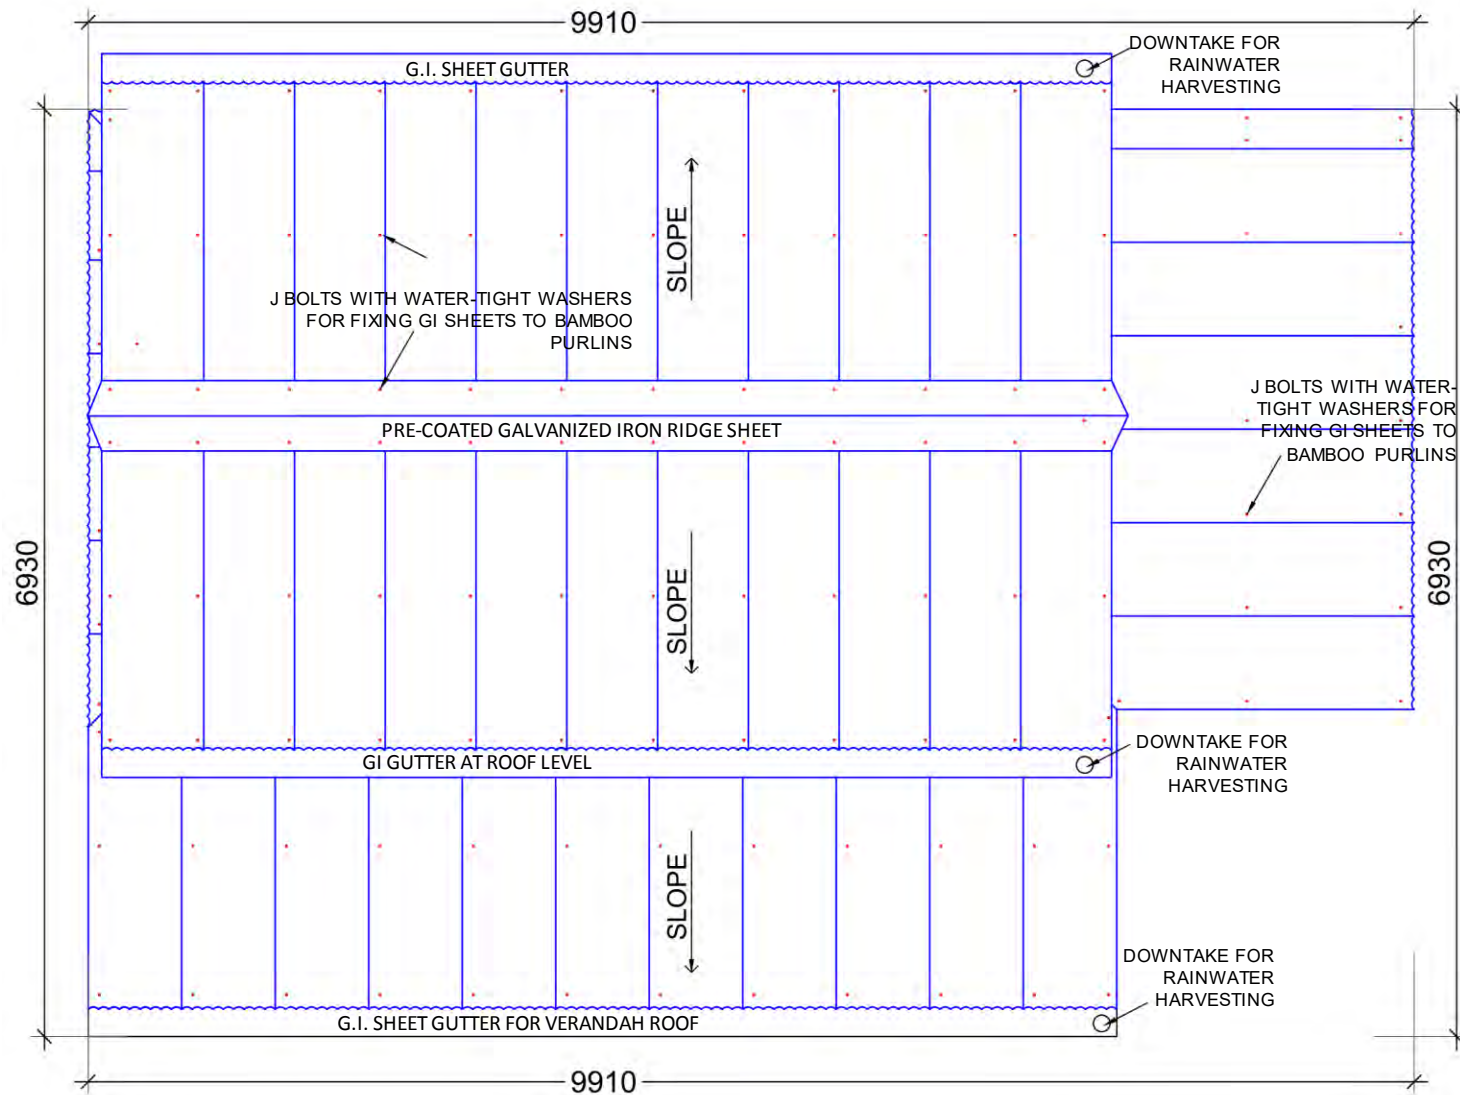 9910
DOWNTAKE FOR
RAINWATER
HARVESTING
G.I. SHEET GUTTER
SLOPE
J BOLTS WITH WATER-TIGHT WASHERS
FOR FIXING GI SHEETS TO BAMBOO
PURLINS
J BOLTS WITH WATER-
TIGHT WASHERS FOR
FIXING GI SHEETS TO
BAMBOO PURLINS
PRE-COATED GALVANIZED IRON RIDGE SHEET
6930
SLOPE
6930
GI GUTTER AT ROOF LEVEL
DOWNTAKE FOR
RAINWATER
HARVESTING
SLOPE
DOWNTAKE FOR
RAINWATER
HARVESTING
G.I. SHEET GUTTER FOR VERANDAH ROOF
9910